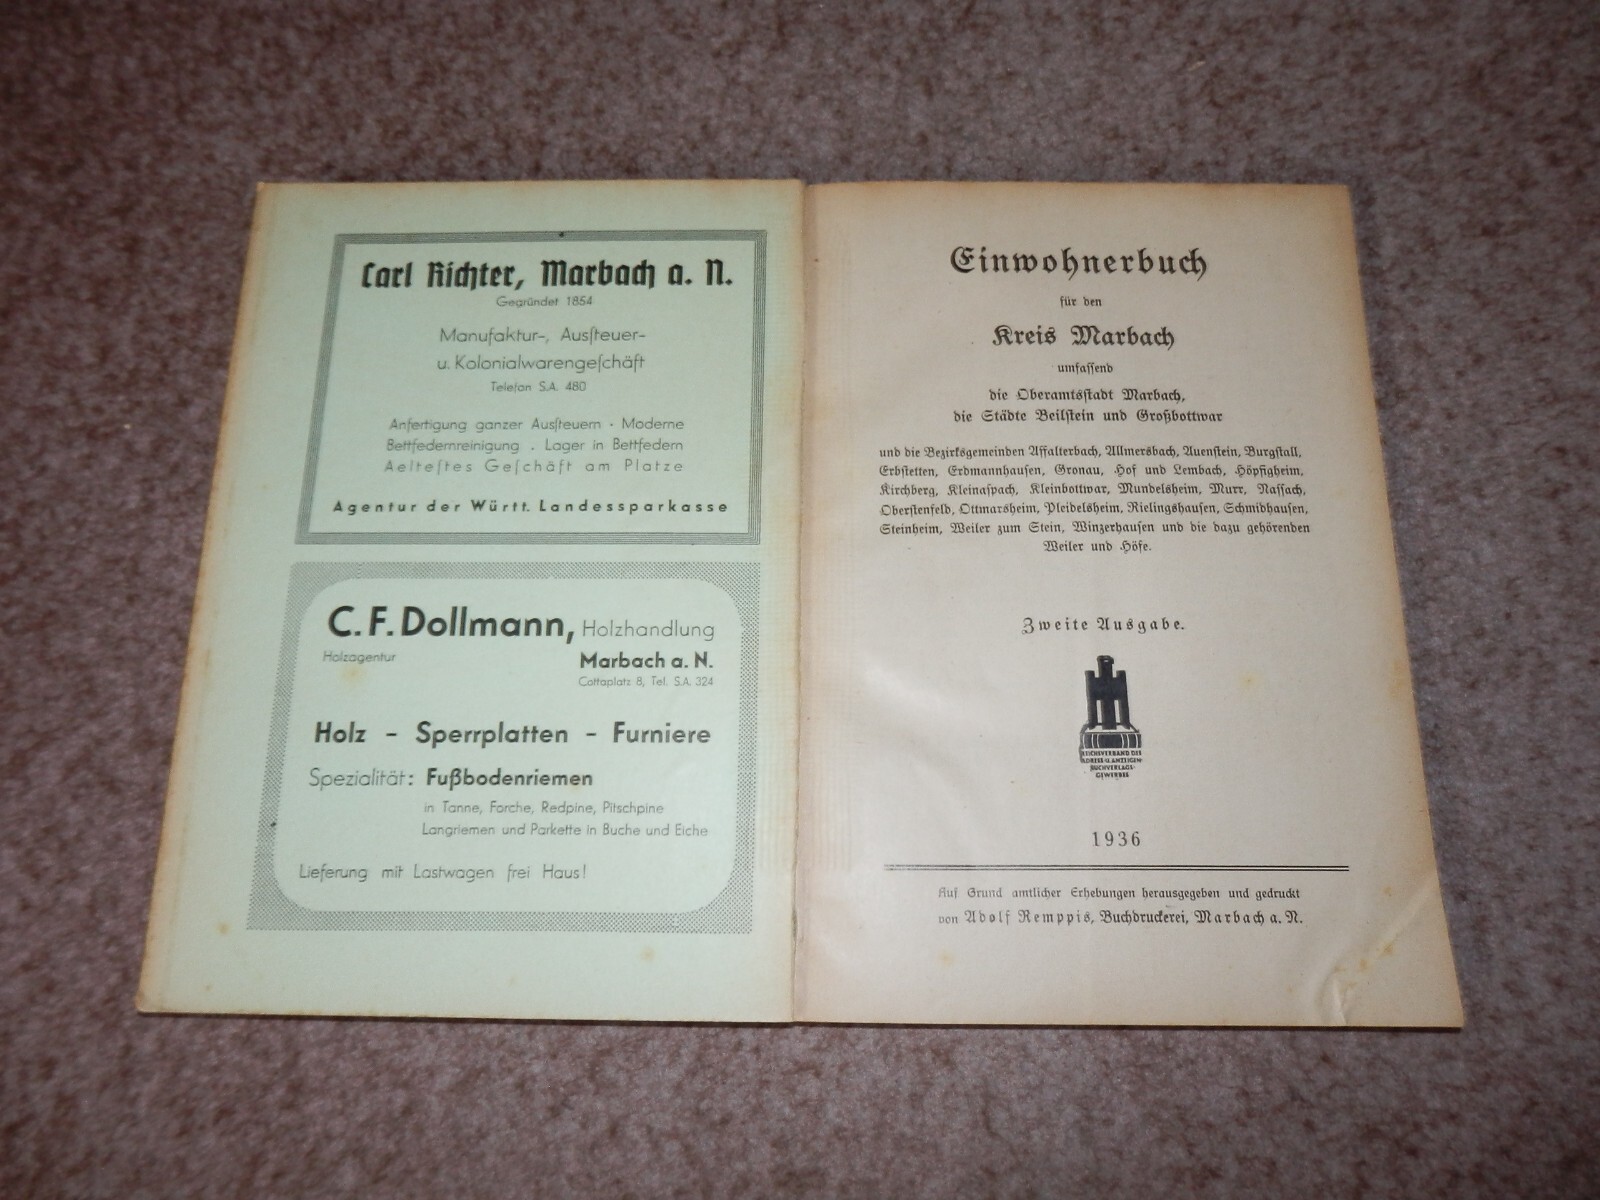 Carl Richter, Marbach a. N.
Gegründet 1854
Manufaktur-, Ausſteuer-
u. Kolonialwarengeſchäft
Telefon S.A. 480
Anfertigung ganzer Ausſteuern · Moderne
Bettfedernreinigung . Lager in Bettfedern
Aelteſtes Geſchäft am Platze
Agentur der Württ. Landessparkasse
C. F. Dollmann, Holzhandlung
Holzagentur Marbach a. N.
Cottaplatz 8, Tel. S.A. 324
Holz - Sperrplatten - Furniere
Spezialität: Fußbodenriemen
in Tanne, Forche, Redpine, Pitschpine
Langriemen und Parkette in Buche und Eiche
Lieferung mit Lastwagen frei Haus!
Einwohnerbuch
für den
Kreis Marbach
umfaſſend
die Oberamtsſtadt Marbach,
die Städte Beilſtein und Großbottwar
und die Bezirksgemeinden Affalterbach, Allmersbach, Auenſtein, Burgſtall,
Erbſtetten, Erdmannhauſen, Gronau, Hof und Lembach, Höpfigheim,
Kirchberg, Kleinaſpach, Kleinbottwar, Mundelsheim, Murr, Naſſach,
Oberſtenfeld, Ottmarsheim, Pleidelsheim, Rielingshauſen, Schmidhauſen,
Steinheim, Weiler zum Stein, Winzerhauſen und die dazu gehörenden
Weiler und Höfe.
Zweite Ausgabe.
REICHSVERBAND DES
ADRESS- U. ANZEIGEN-
BUCHVERLAGS-
GEWERBES
1936
Auf Grund amtlicher Erhebungen herausgegeben und gedruckt
von Adolf Remppis, Buchdruckerei, Marbach a. N.